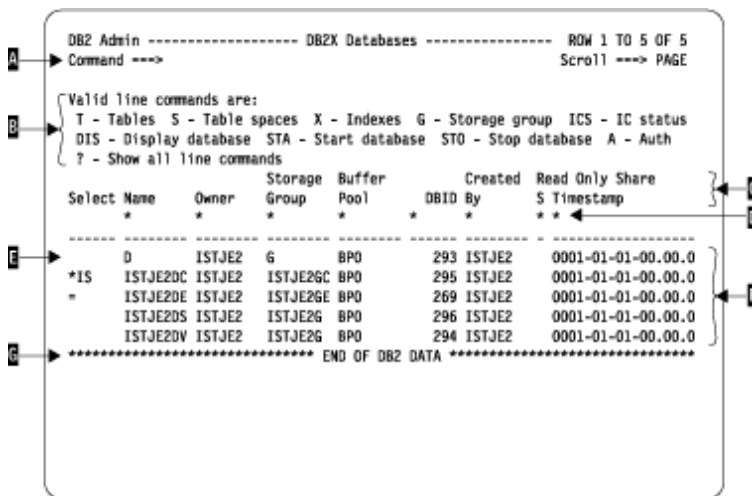 DB2 Admin ------------------- DB2X Databases ---------------- ROW 1 TO 5 OF 5
A Command ---> Scroll ---> PAGE
Valid line commands are:
B T - Tables S - Table spaces X - Indexes G - Storage group ICS - IC status
DIS - Display database STA - Start database STO - Stop database A - Auth
? - Show all line commands
Storage Buffer Created Read Only Share
Select Name Owner Group Pool DBID By S Timestamp
* * * * * * * *
------ -------- -------- -------- -------- ------ -------- - -------------------
E D ISTJE2 G BP0 293 ISTJE2 0001-01-01-00.00.0
*IS ISTJE2DC ISTJE2 ISTJE2GC BP0 295 ISTJE2 0001-01-01-00.00.0
= ISTJE2DE ISTJE2 ISTJE2GE BP0 269 ISTJE2 0001-01-01-00.00.0
ISTJE2DS ISTJE2 ISTJE2G BP0 296 ISTJE2 0001-01-01-00.00.0
ISTJE2DV ISTJE2 ISTJE2G BP0 294 ISTJE2 0001-01-01-00.00.0
G ******************************* END OF DB2 DATA *******************************